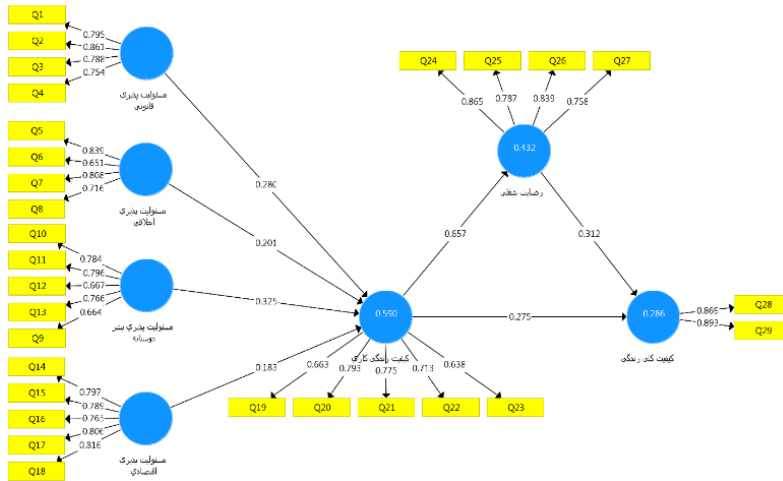 Q1
Q2
Q3
Q4
0.795
0.861
0.788
0.754
مسئولیت پذیری
قانونی
Q5
Q6
Q7
Q8
0.839
0.651
0.808
0.716
مسئولیت پذیری
اخلاقی
Q10
Q11
Q12
Q13
Q9
0.784
0.796
0.667
0.766
0.664
مسئولیت پذیری بشر
دوستانه
Q14
Q15
Q16
Q17
Q18
0.797
0.789
0.765
0.806
0.816
مسئولیت پذیری
اقتصادی
0.280
0.201
0.325
0.183
0.590
کیفیت زندگی کاری
0.663
0.793
0.775
0.713
0.638
Q19
Q20
Q21
Q22
Q23
0.657
0.275
Q24
Q25
Q26
Q27
0.865
0.787
0.839
0.758
0.432
رضایت شغلی
0.312
0.286
کیفیت کلی زندگی
0.865
0.893
Q28
Q29